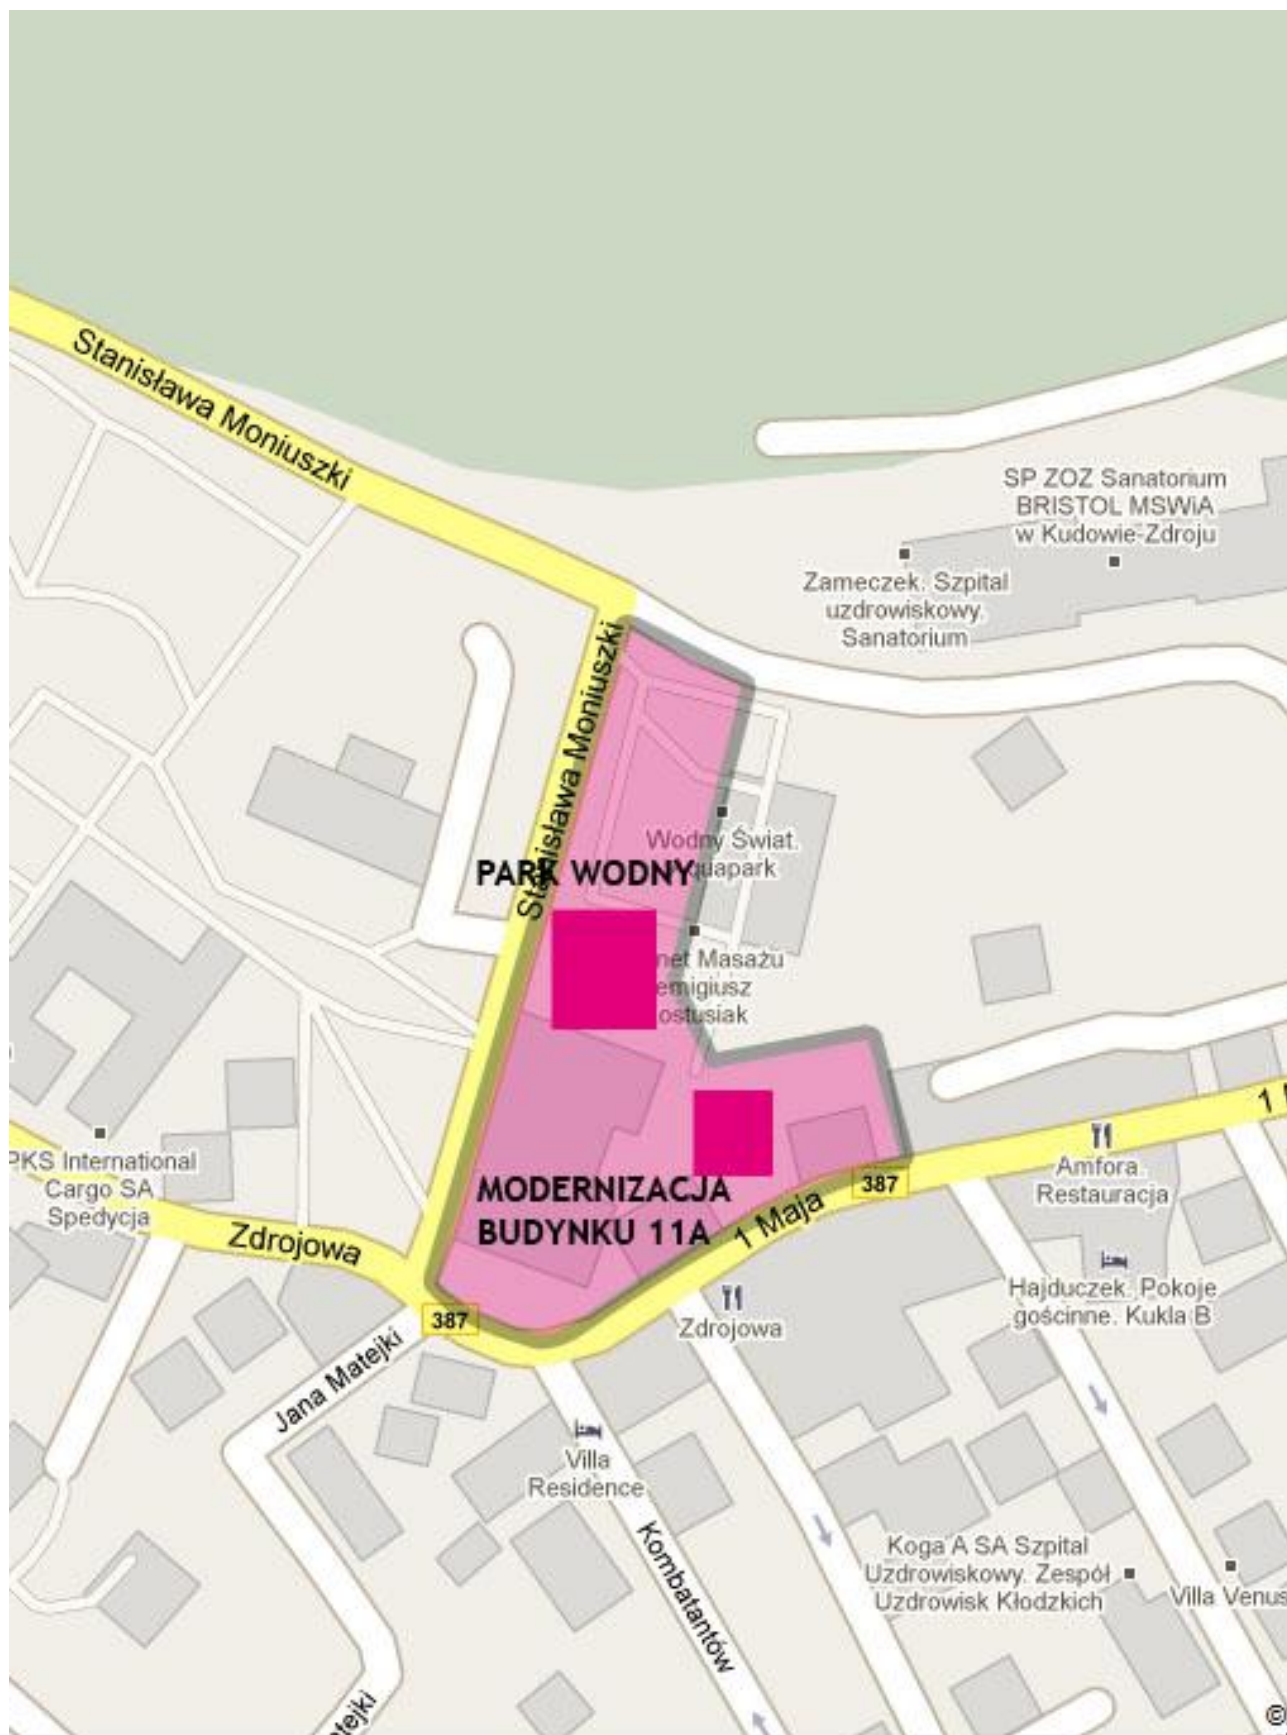 Stanisława Moniuszki
SP ZOZ Sanatorium
BRISTOL MSWiA
w Kudowie-Zdroju
Zameczek. Szpital
uzdrowiskowy.
Sanatorium
Stanisława Moniuszki
Wodny Świat.
PARK WODNY
Masażu
1 Maja
387
Amfora.
Restauracja
PKS International
Cargo SA
Spedycja
Zdrojowa
MODERNIZACJA
BUDYNKU 11A
387
Zdrojowa
Hajduczek. Pokoje
gościnne. Kukla B
Jana Matejki
Villa
Residence
Kombatantów
Koga A SA Szpital
Uzdrowiskowy. Zespół
Uzdrowisk Kłodzkich
Villa Venus
©